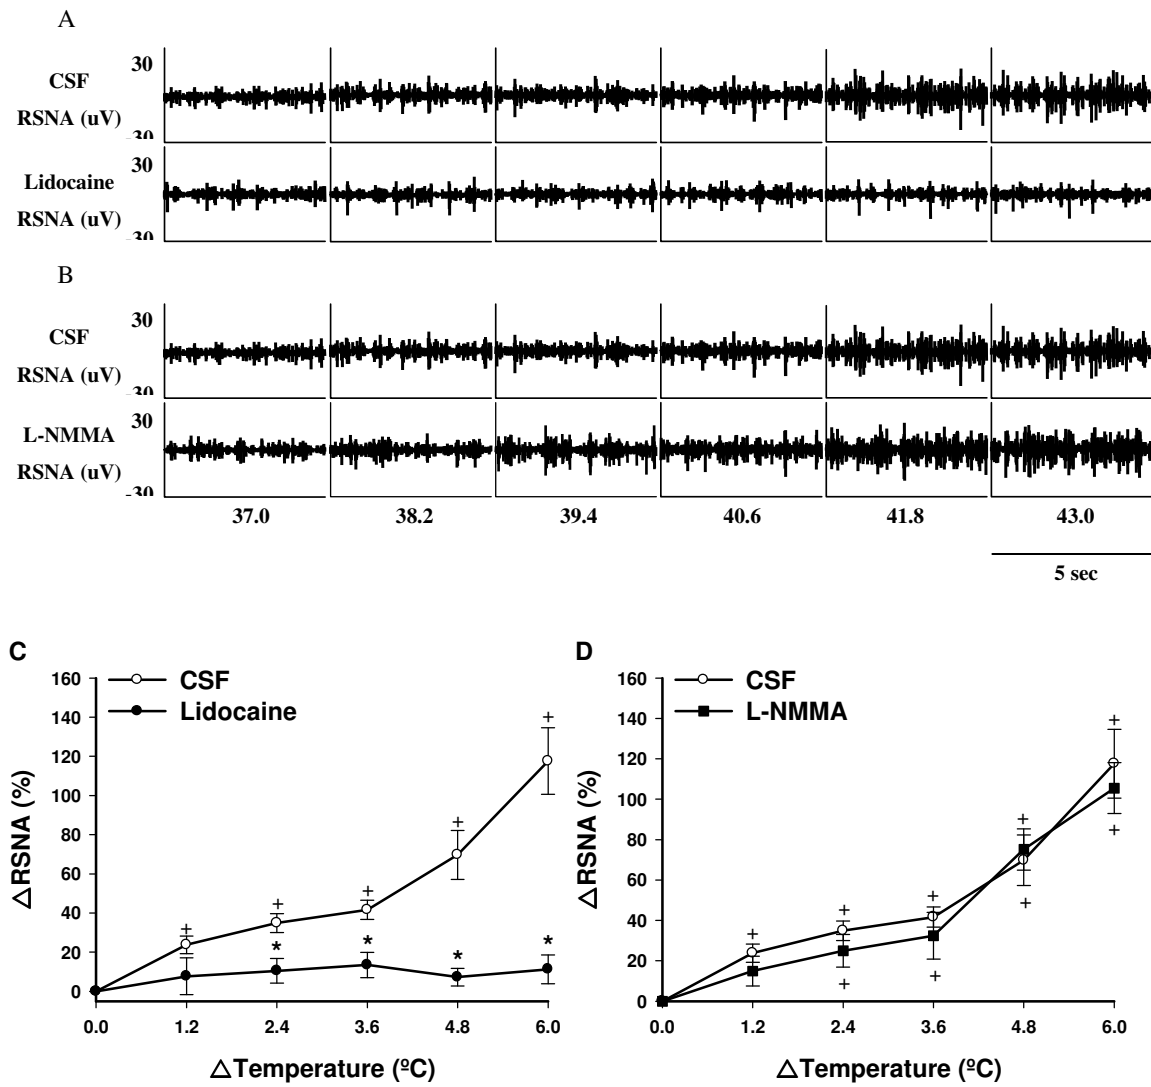 A
CSF
RSNA (uV)
30
-30
Lidocaine
RSNA (uV)
30
-30
B
CSF
RSNA (uV)
30
-30
L-NMMA
RSNA (uV)
30
-30
37.0 38.2 39.4 40.6 41.8 43.0
5 sec
C
CSF
Lidocaine
△RSNA (%)
160
140
120
100
80
60
40
20
0
+ + + + +
* * * *
0.0 1.2 2.4 3.6 4.8 6.0
△Temperature (ºC)
D
CSF
L-NMMA
△RSNA (%)
160
140
120
100
80
60
40
20
0
+ + + + +
+ + + +
0.0 1.2 2.4 3.6 4.8 6.0
△Temperature (ºC)